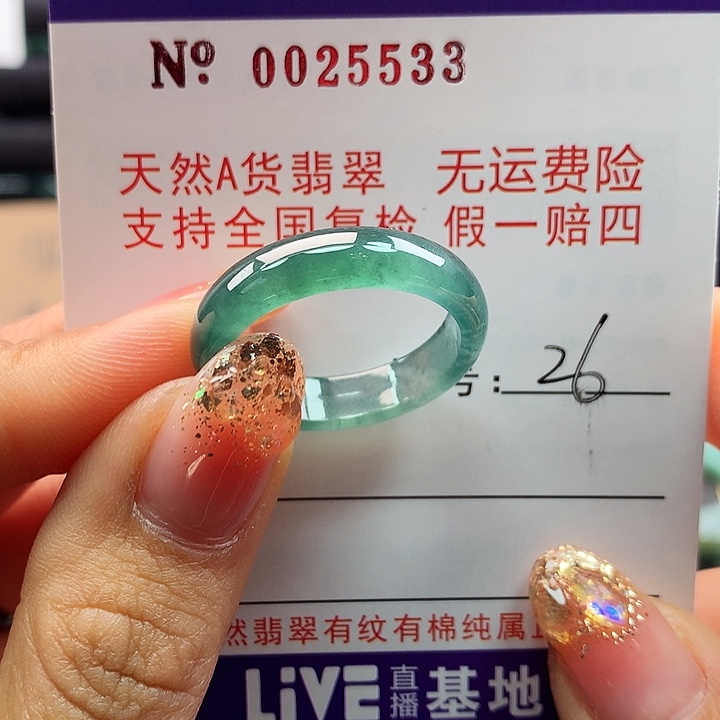 № 0025533
天然A货翡翠 无运费险
支持全国复检 假一赔四
号: 26
然翡翠有纹有棉纯属正
LiVE 直播 基地